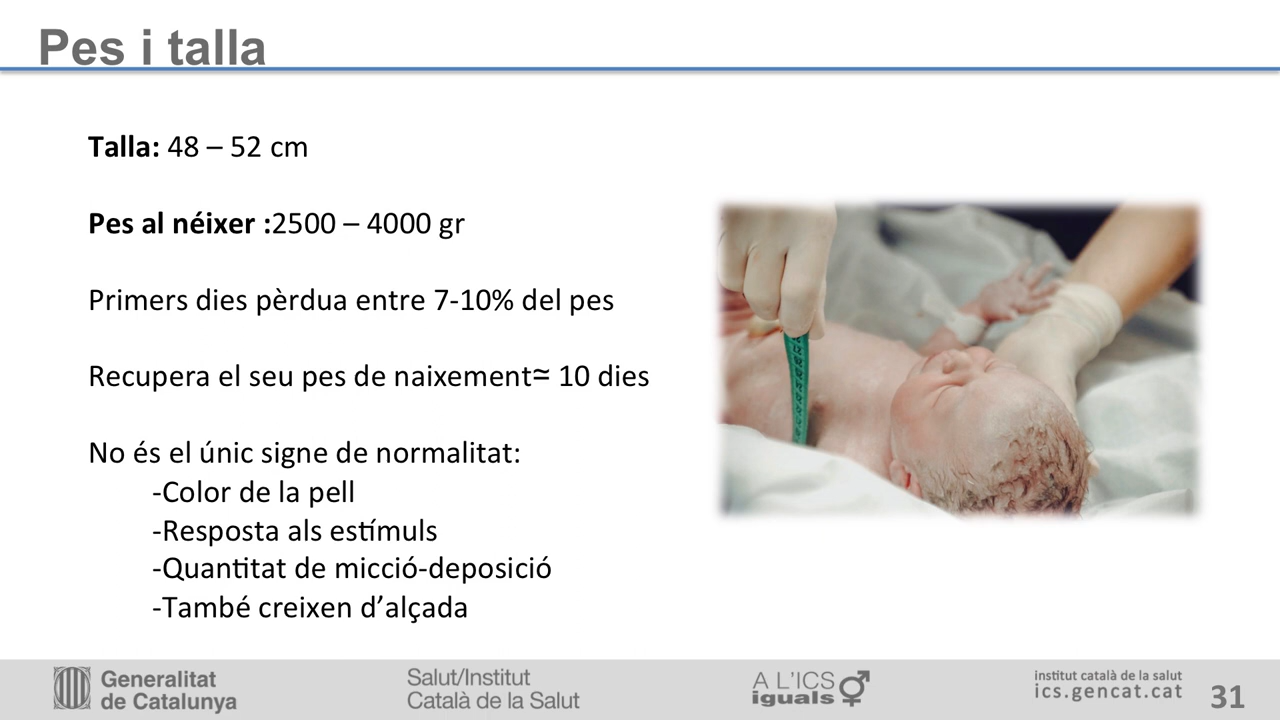 Pes i talla
Talla: 48 – 52 cm
Pes al néixer :2500 – 4000 gr
Primers dies pèrdua entre 7-10% del pes
Recupera el seu pes de naixement≃ 10 dies
No és el únic signe de normalitat:
-Color de la pell
-Resposta als estímuls
-Quantitat de micció-deposició
-També creixen d’alçada
Generalitat
de Catalunya
Salut/Institut
Català de la Salut
A L'ICS
iguals
institut català de la salut
ics.gencat.cat
31